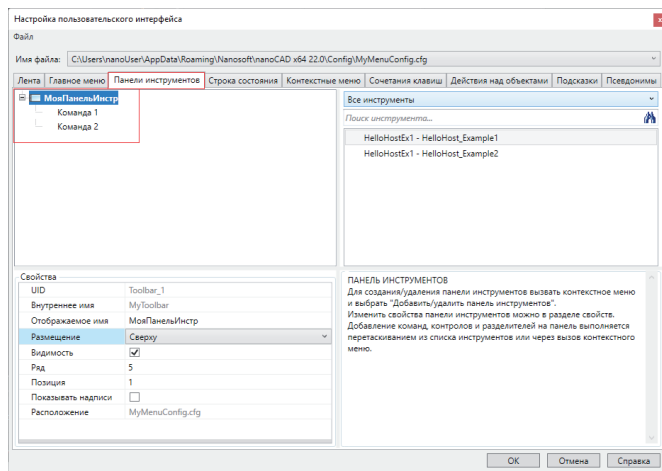 Настройка пользовательского интерфейса
Файл
Имя файла: C:\Users\nanoUser\AppData\Roaming\Nanosoft\nanoCAD x64 22.0\Config\MyMenuConfig.cfg
Лента Главное меню Панели инструментов Строка состояния Контекстные меню Сочетания клавиш Действия над объектами Подсказки Псевдонимы
МояПанельИнстр
Команда 1
Команда 2
Все инструменты
Поиск инструмента...
HelloHostEx1 - HelloHost_Example1
HelloHostEx1 - HelloHost_Example2
Свойства
UID Toolbar_1
Внутреннее имя MyToolbar
Отображаемое имя МояПанельИнстр
Размещение Сверху
Видимость
Ряд 5
Позиция 1
Показывать надписи
Расположение MyMenuConfig.cfg
ПАНЕЛЬ ИНСТРУМЕНТОВ
Для создания/удаления панели инструментов вызвать контекстное меню
и выбрать "Добавить/удалить панель инструментов".
Изменить свойства панели инструментов можно в разделе свойств.
Добавление команд, контролов и разделителей на панель выполняется
перетаскиванием из списка инструментов или через вызов контекстного
меню.
ОК Отмена Справка